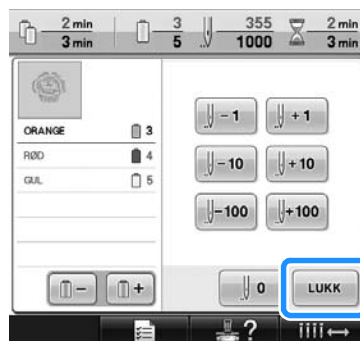 2 min 3 355 2 min
3 min 5 1000 3 min
ORANGE 3
RØD 4
GUL 5
-1 +1
-10 +10
-100 +100
- + 0 LUKK
?